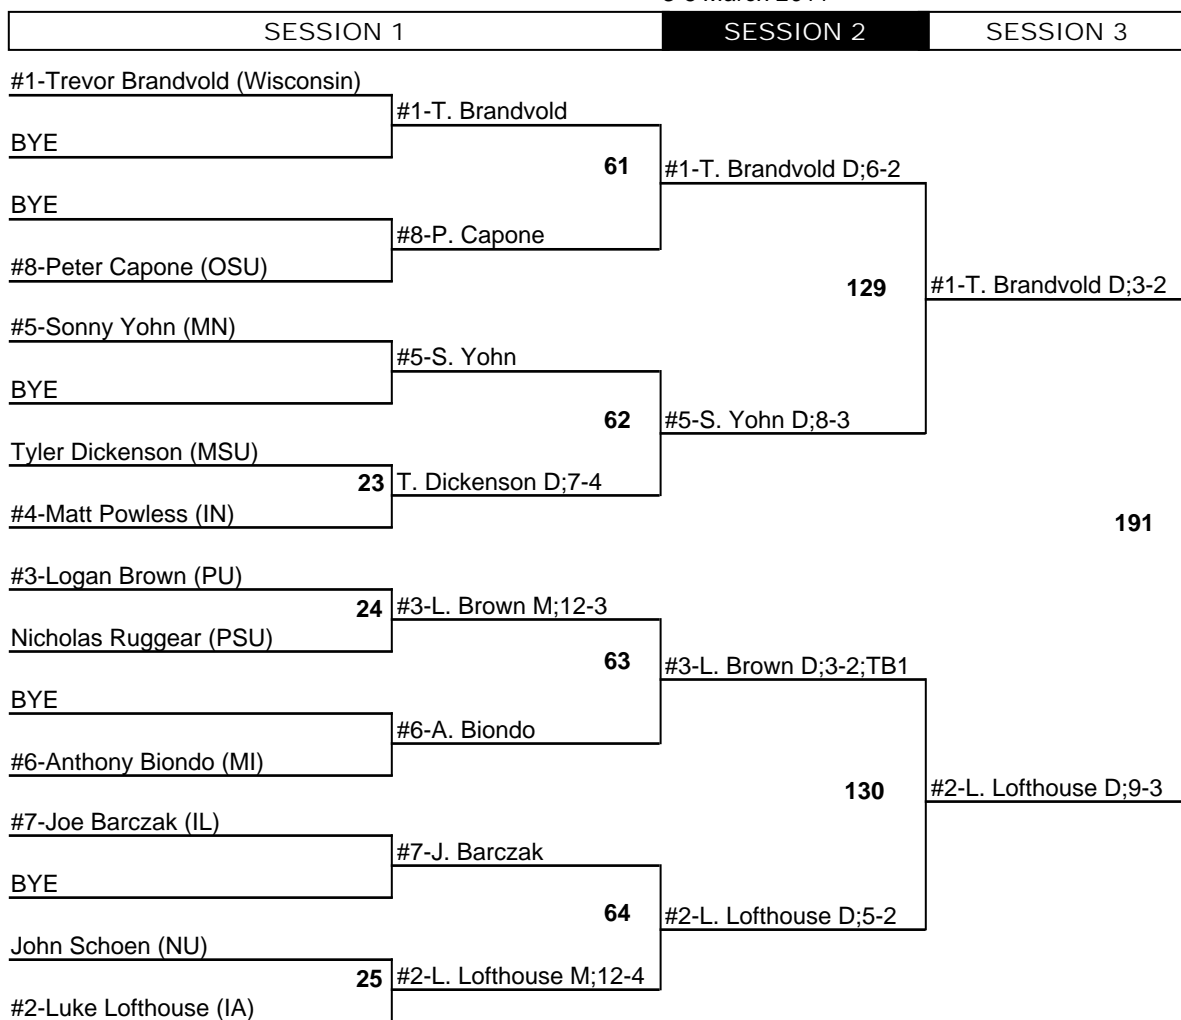 SESSION 1 SESSION 2 SESSION 3
#1-Trevor Brandvold (Wisconsin)
#1-T. Brandvold
BYE
61 #1-T. Brandvold D;6-2
BYE
#8-P. Capone
#8-Peter Capone (OSU)
129 #1-T. Brandvold D;3-2
#5-Sonny Yohn (MN)
#5-S. Yohn
BYE
62 #5-S. Yohn D;8-3
Tyler Dickenson (MSU)
23 T. Dickenson D;7-4
#4-Matt Powless (IN)
191
#3-Logan Brown (PU)
24 #3-L. Brown M;12-3
Nicholas Ruggear (PSU)
63 #3-L. Brown D;3-2;TB1
BYE
#6-A. Biondo
#6-Anthony Biondo (MI)
130 #2-L. Lofthouse D;9-3
#7-Joe Barczak (IL)
#7-J. Barczak
BYE
64 #2-L. Lofthouse D;5-2
John Schoen (NU)
25 #2-L. Lofthouse M;12-4
#2-Luke Lofthouse (IA)